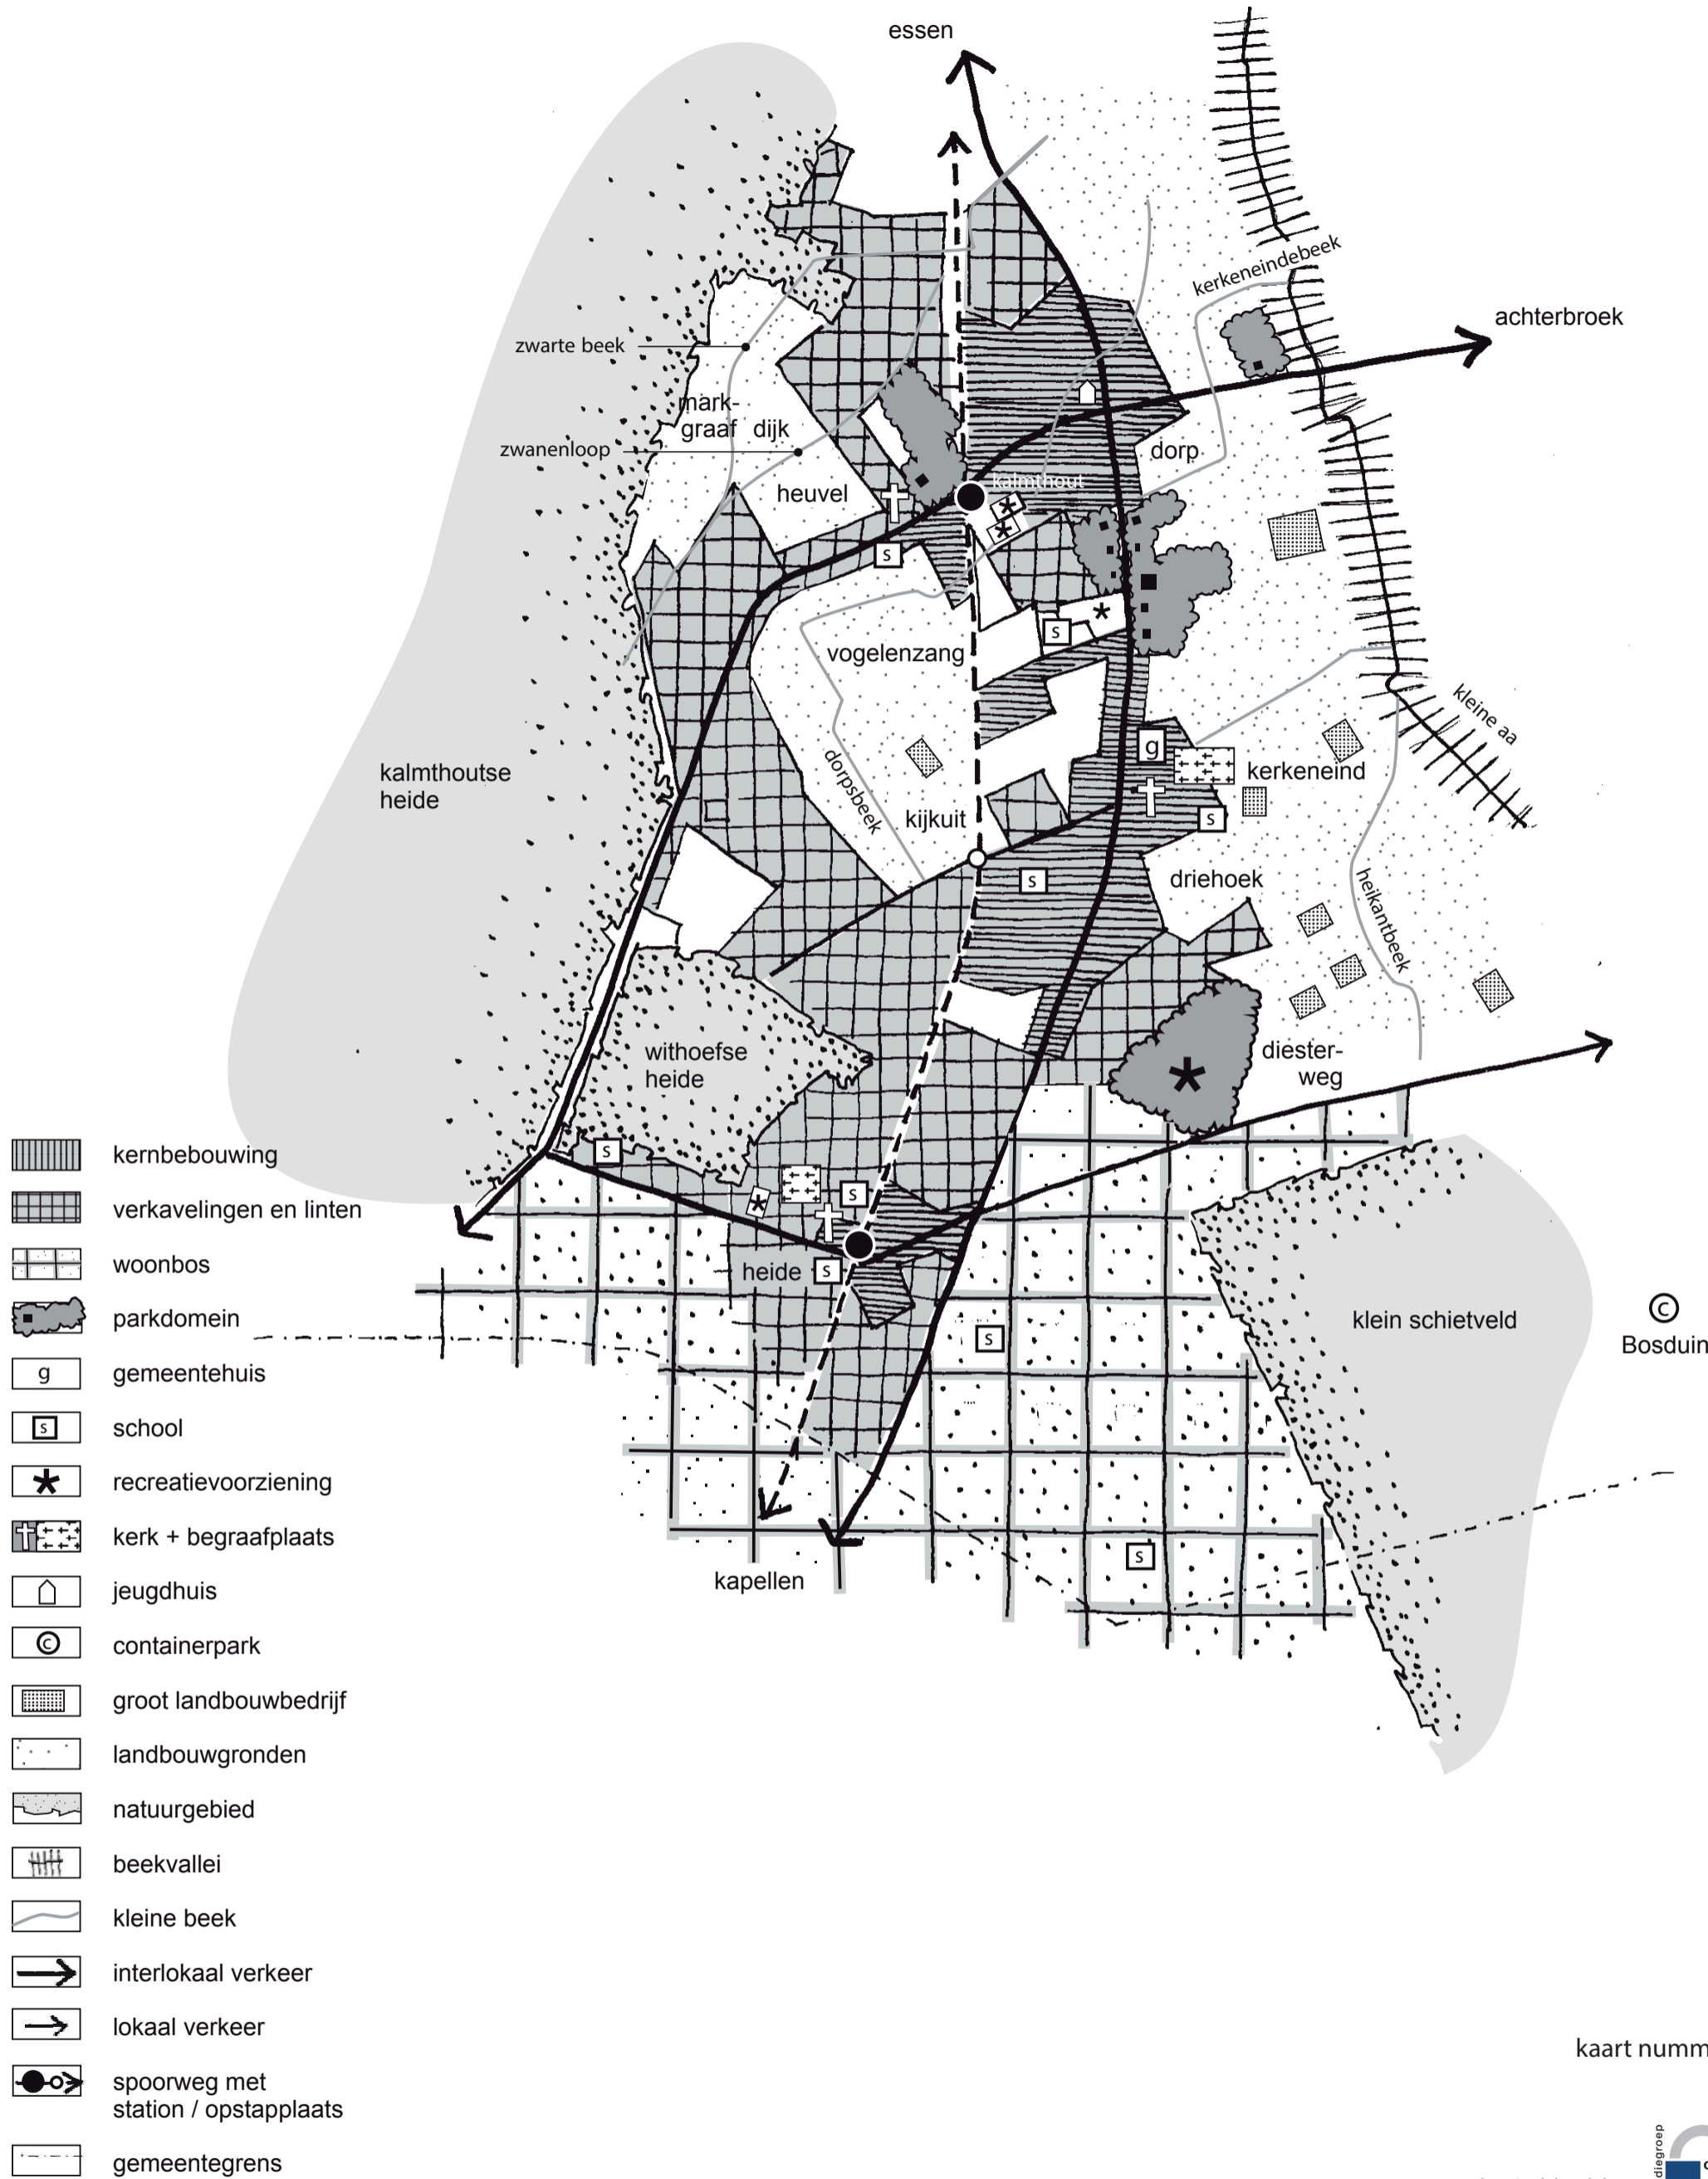 essen
kerkeneindebeek
achterbroek
zwarte beek
mark-
graaf dijk
zwanenloop
dorp
heuvel
kalmthout
s
s
vogelenzang
kleine aa
g
kalmthoutse
heide
kerkeneind
dorpsbeek
kijkuit
s
s
driehoek
heikantbeek
withoefse
heide
diester-
weg
s
s
heide
s
s
klein schietveld
c
Bosduin
s
kapellen
kernbebouwing
verkavelingen en linten
woonbos
parkdomein
g
gemeentehuis
s
school
recreatievoorziening
kerk + begraafplaats
jeugdhuis
c
containerpark
groot landbouwbedrijf
landbouwgronden
natuurgebied
beekvallei
kleine beek
interlokaal verkeer
lokaal verkeer
spoorweg met
station / opstapplaats
gemeentegrens
kaart numm
diegroep